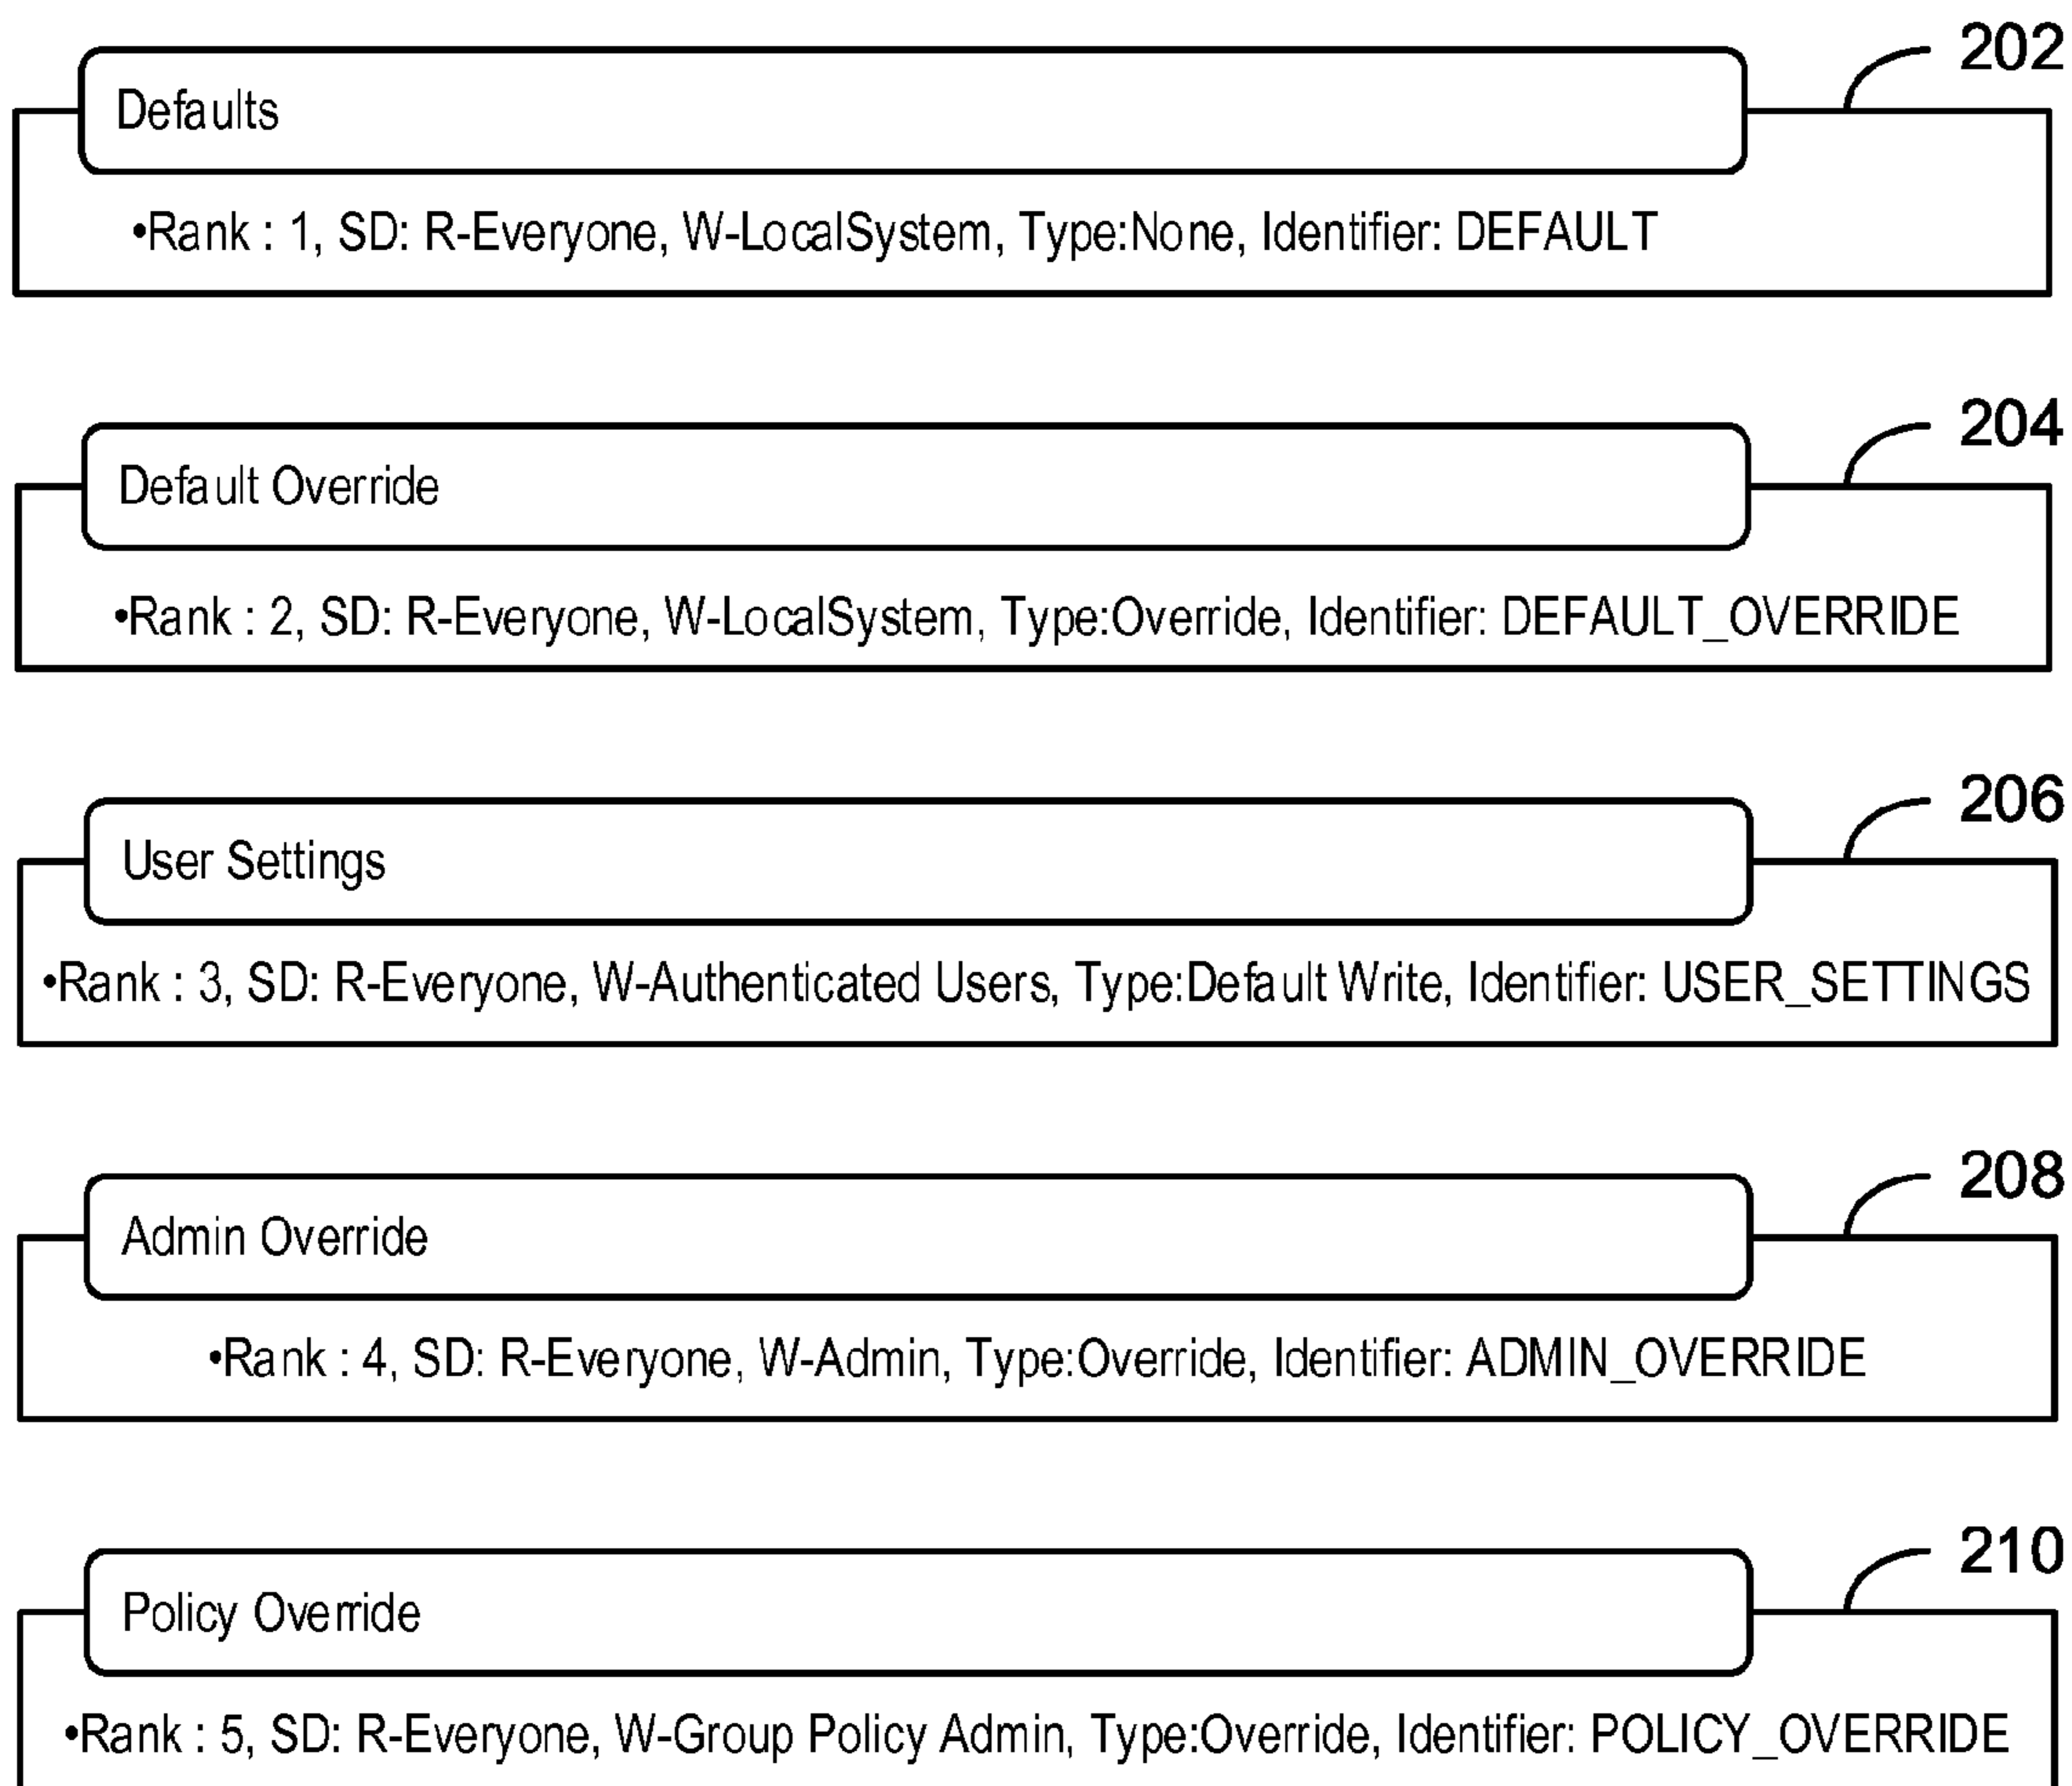 202
Defaults
•Rank : 1, SD: R-Everyone, W-LocalSystem, Type:None, Identifier: DEFAULT
204
Default Override
•Rank : 2, SD: R-Everyone, W-LocalSystem, Type:Override, Identifier: DEFAULT_OVERRIDE
206
User Settings
•Rank : 3, SD: R-Everyone, W-Authenticated Users, Type:Default Write, Identifier: USER_SETTINGS
208
Admin Override
•Rank : 4, SD: R-Everyone, W-Admin, Type:Override, Identifier: ADMIN_OVERRIDE
210
Policy Override
•Rank : 5, SD: R-Everyone, W-Group Policy Admin, Type:Override, Identifier: POLICY_OVERRIDE